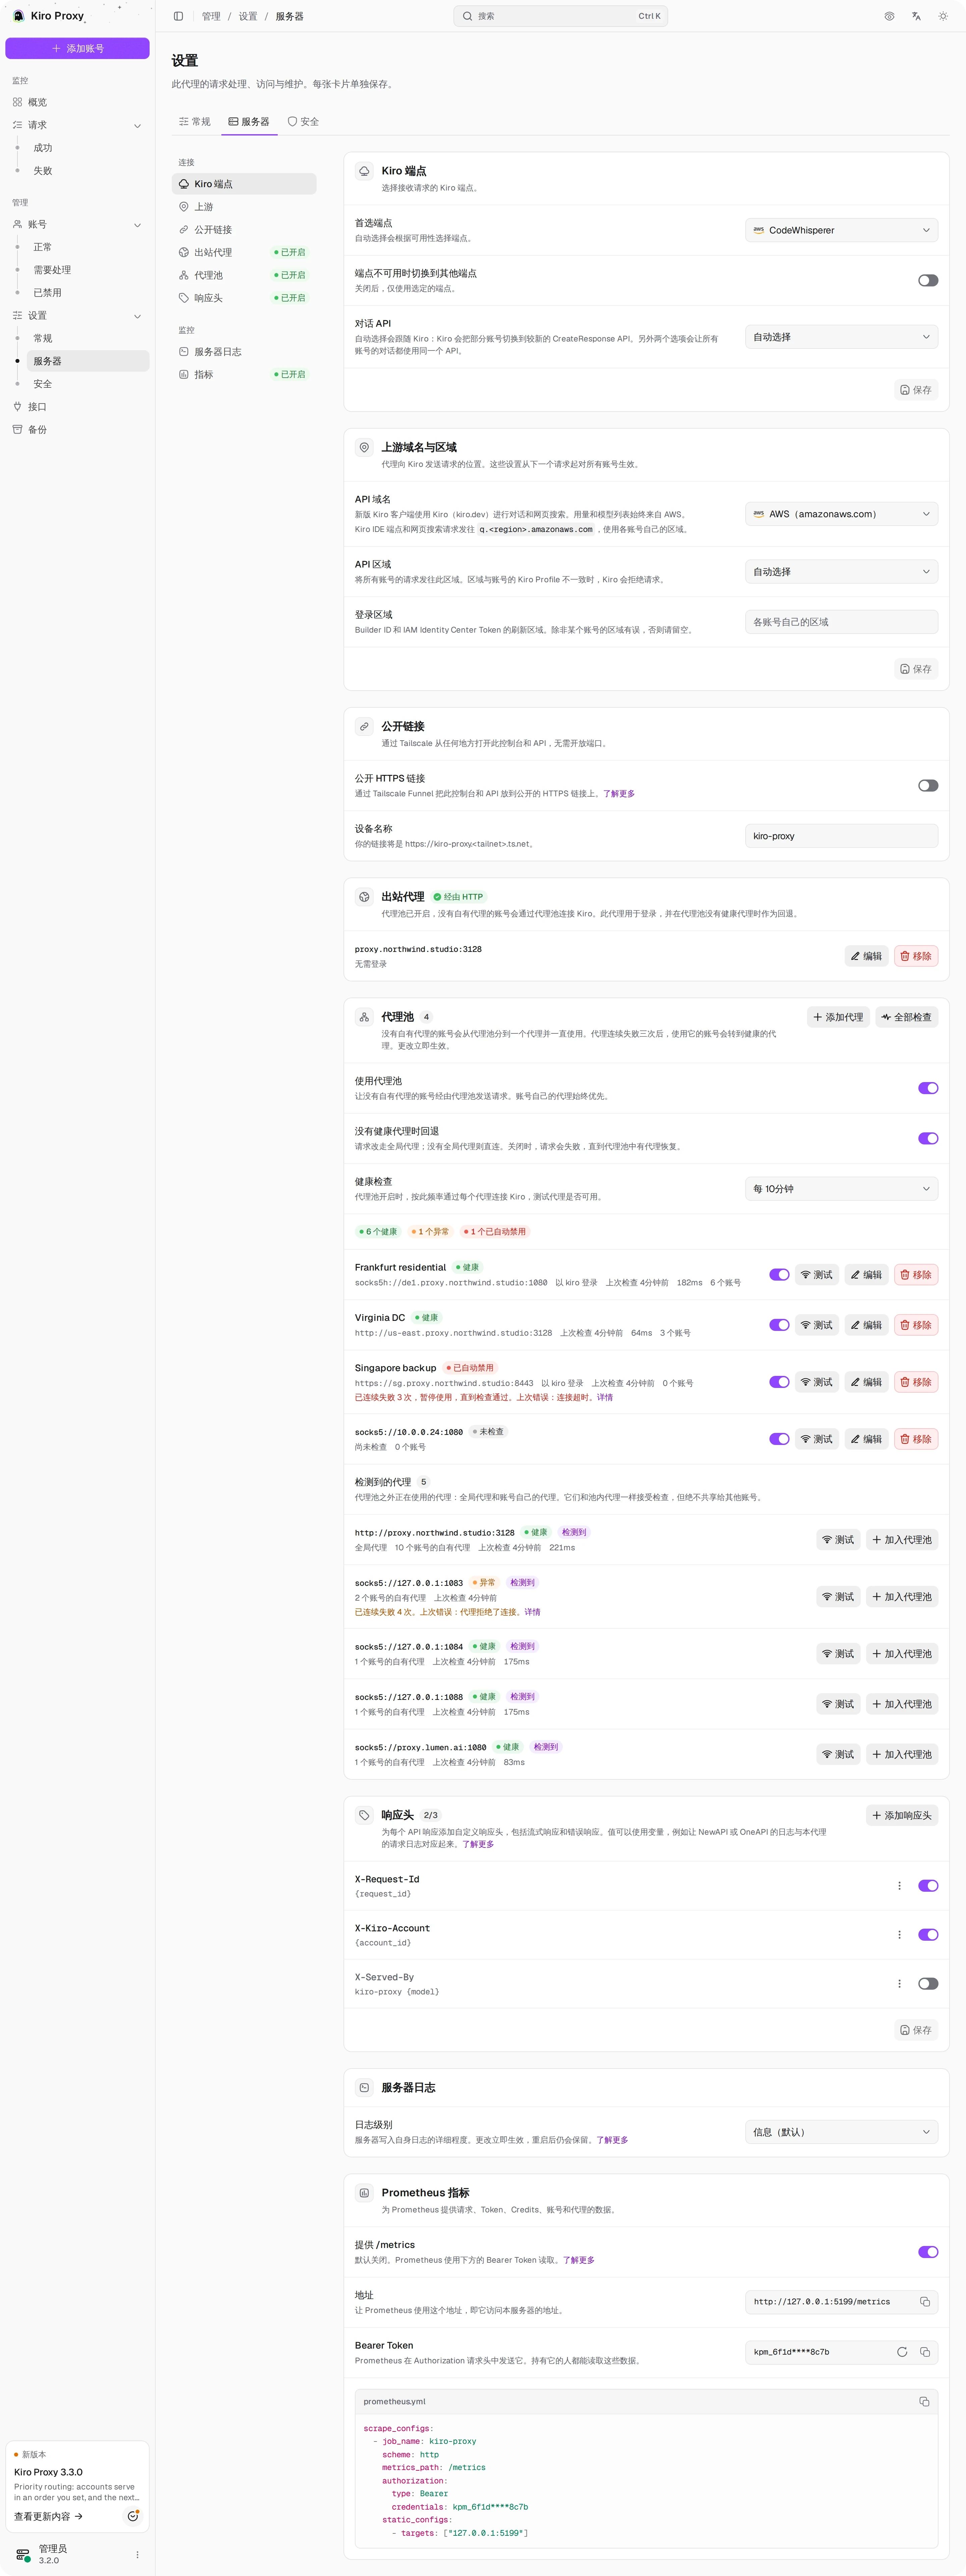 Kiro Proxy
添加账号
监控
概览
请求
成功
失败
管理
账号
正常
需要处理
已禁用
设置
常规
服务器
安全
接口
备份
新版本
Kiro Proxy 3.3.0
Priority routing: accounts serve
in an order you set, and the next...
查看更新内容
管理员
3.2.0
管理 / 设置 / 服务器
搜索 Ctrl K
设置
此代理的请求处理、访问与维护。每张卡片单独保存。
常规 服务器 安全
连接
Kiro 端点
上游
公开链接
出站代理 已开启
代理池 已开启
响应头 已开启
监控
服务器日志
指标 已开启
Kiro 端点
选择接收请求的 Kiro 端点。
首选端点
自动选择会根据可用性选择端点。
aws CodeWhisperer
端点不可用时切换到其他端点
关闭后，仅使用选定的端点。
对话 API
自动选择会跟随 Kiro：Kiro 会把部分账号切换到较新的 CreateResponse API。另外两个选项会让所有
账号的对话都使用同一个 API。
自动选择
保存
上游域名与区域
代理向 Kiro 发送请求的位置。这些设置从下一个请求起对所有账号生效。
API 域名
新版 Kiro 客户端使用 Kiro（kiro.dev）进行对话和网页搜索。用量和模型列表始终来自 AWS。
Kiro IDE 端点和网页搜索请求发往 q.<region>.amazonaws.com，使用各账号自己的区域。
aws AWS（amazonaws.com）
API 区域
将所有账号的请求发往此区域。区域与账号的 Kiro Profile 不一致时，Kiro 会拒绝请求。
自动选择
登录区域
Builder ID 和 IAM Identity Center Token 的刷新区域。除非某个账号的区域有误，否则请留空。
各账号自己的区域
保存
公开链接
通过 Tailscale 从任何地方打开此控制台和 API，无需开放端口。
公开 HTTPS 链接
通过 Tailscale Funnel 把此控制台和 API 放到公开的 HTTPS 链接上。了解更多
设备名称
你的链接将是 https://kiro-proxy.<tailnet>.ts.net。
kiro-proxy
出站代理 经由 HTTP
代理池已开启，没有自有代理的账号会通过代理池连接 Kiro。此代理用于登录，并在代理池没有健康代理时作为回退。
proxy.northwind.studio:3128
无需登录
编辑 移除
代理池 4
没有自有代理的账号会从代理池分到一个代理并一直使用。代理连续失败三次后，使用它的账号会转到健康的代
理。更改立即生效。
添加代理 全部检查
使用代理池
让没有自有代理的账号经由代理池发送请求。账号自己的代理始终优先。
没有健康代理时回退
请求改走全局代理；没有全局代理则直连。关闭时，请求会失败，直到代理池中有代理恢复。
健康检查
代理池开启时，按此频率通过每个代理连接 Kiro，测试代理是否可用。
每 10分钟
6 个健康 1 个异常 1 个已自动禁用
Frankfurt residential 健康
socks5h://de1.proxy.northwind.studio:1080 以 kiro 登录 上次检查 4分钟前 182ms 6 个账号
测试 编辑 移除
Virginia DC 健康
http://us-east.proxy.northwind.studio:3128 上次检查 4分钟前 64ms 3 个账号
测试 编辑 移除
Singapore backup 已自动禁用
https://sg.proxy.northwind.studio:8443 以 kiro 登录 上次检查 4分钟前 0 个账号
已连续失败 3 次，暂停使用，直到检查通过。上次错误：连接超时。详情
测试 编辑 移除
socks5://10.0.0.24:1080 未检查
尚未检查 0 个账号
测试 编辑 移除
检测到的代理 5
代理池之外正在使用的代理：全局代理和账号自己的代理。它们和池内代理一样接受检查，但绝不共享给其他账号。
http://proxy.northwind.studio:3128 健康 检测到
全局代理 10 个账号的自有代理 上次检查 4分钟前 221ms
测试 加入代理池
socks5://127.0.0.1:1083 异常 检测到
2 个账号的自有代理 上次检查 4分钟前
已连续失败 4 次。上次错误：代理拒绝了连接。详情
测试 加入代理池
socks5://127.0.0.1:1084 健康 检测到
1 个账号的自有代理 上次检查 4分钟前 175ms
测试 加入代理池
socks5://127.0.0.1:1088 健康 检测到
1 个账号的自有代理 上次检查 4分钟前 175ms
测试 加入代理池
socks5://proxy.lumen.ai:1080 健康 检测到
1 个账号的自有代理 上次检查 4分钟前 83ms
测试 加入代理池
响应头 2/3
为每个 API 响应添加自定义响应头，包括流式响应和错误响应。值可以使用变量，例如让 NewAPI 或 OneAPI 的日志与本代理
的请求日志对应起来。了解更多
添加响应头
X-Request-Id
{request_id}
X-Kiro-Account
{account_id}
X-Served-By
kiro-proxy {model}
保存
服务器日志
日志级别
服务器写入自身日志的详细程度。更改立即生效，重启后仍会保留。了解更多
信息（默认）
Prometheus 指标
为 Prometheus 提供请求、Token、Credits、账号和代理的数据。
提供 /metrics
默认关闭。Prometheus 使用下方的 Bearer Token 读取。了解更多
地址
让 Prometheus 使用这个地址，即它访问本服务器的地址。
http://127.0.0.1:5199/metrics
Bearer Token
Prometheus 在 Authorization 请求头中发送它。持有它的人都能读取这些数据。
kpm_6f1d****8c7b
prometheus.yml
scrape_configs:
- job_name: kiro-proxy
scheme: http
metrics_path: /metrics
authorization:
type: Bearer
credentials: kpm_6f1d****8c7b
static_configs:
- targets: ["127.0.0.1:5199"]